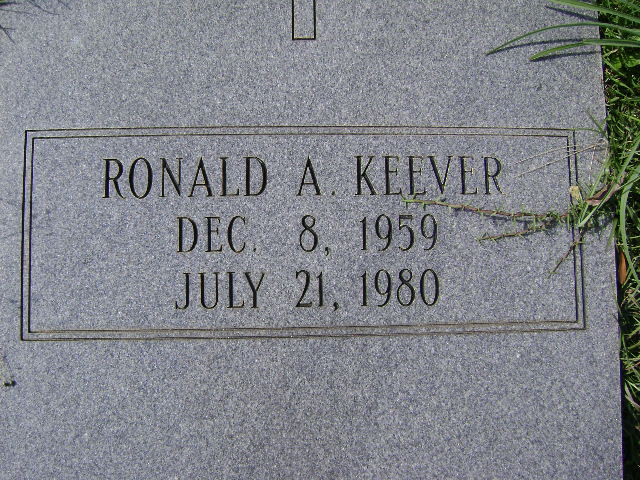 RONALD A. KEEVER
DEC. 8, 1959
JULY 21, 1980